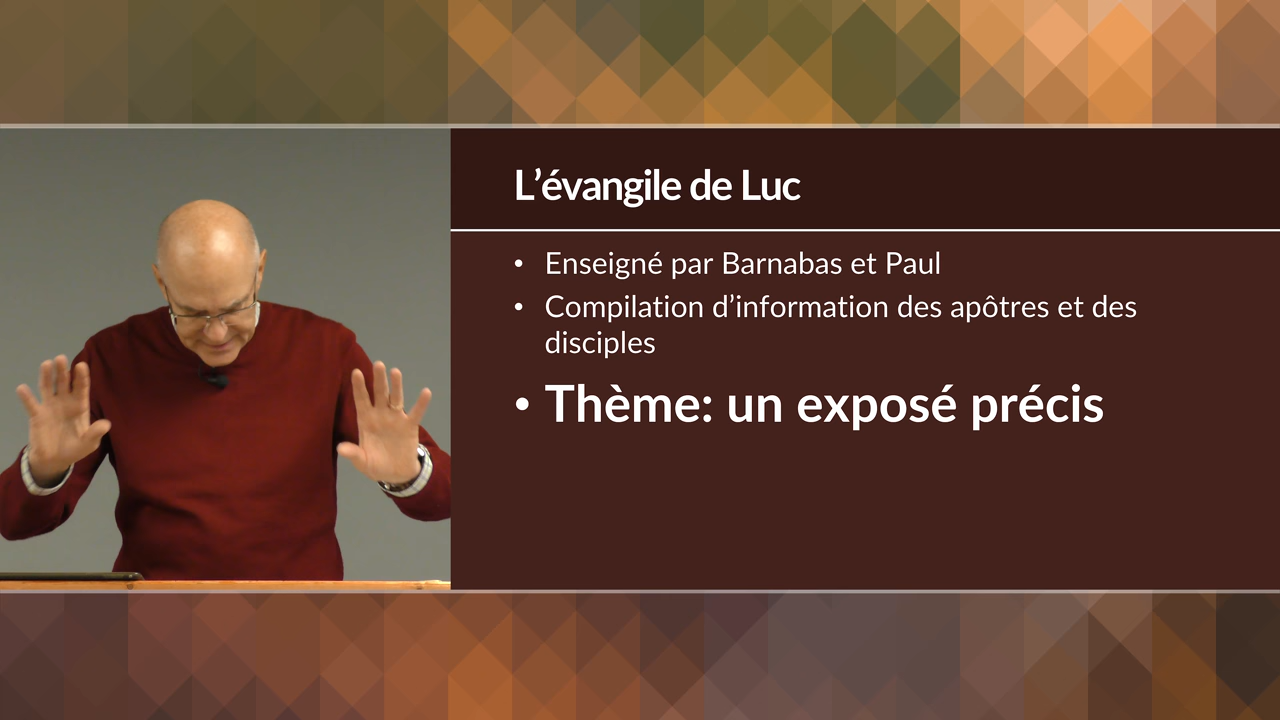 L’évangile de Luc
• Enseigné par Barnabas et Paul
• Compilation d’information des apôtres et des
disciples
• Thème: un exposé précis